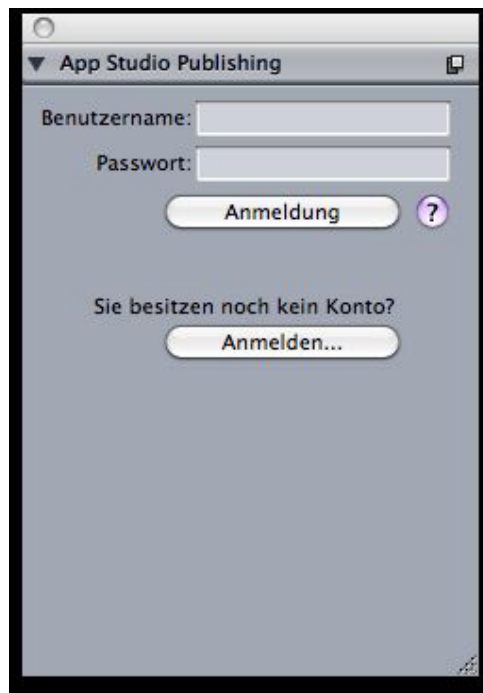 App Studio Publishing
Benutzername:
Passwort:
Anmeldung ?
Sie besitzen noch kein Konto?
Anmelden...